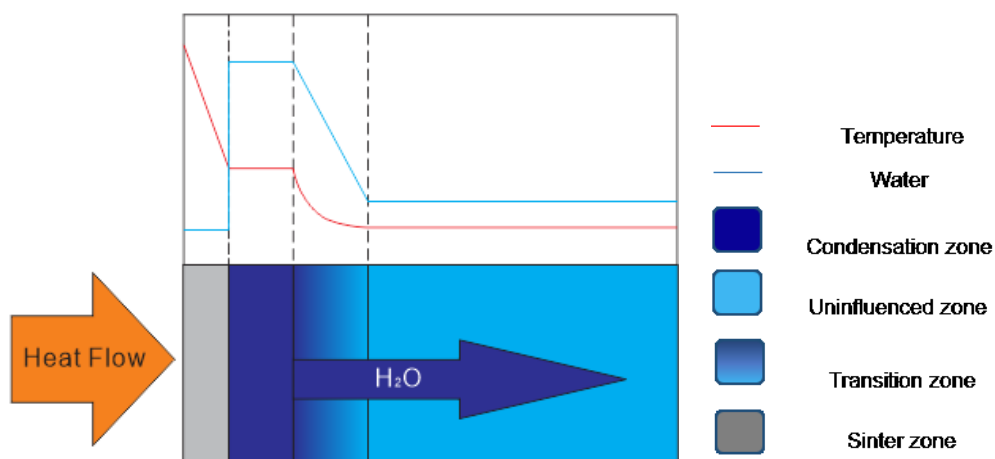 Temperature
Water
Condensation zone
Uninfluenced zone
Transition zone
Sinter zone
Heat Flow
H₂O